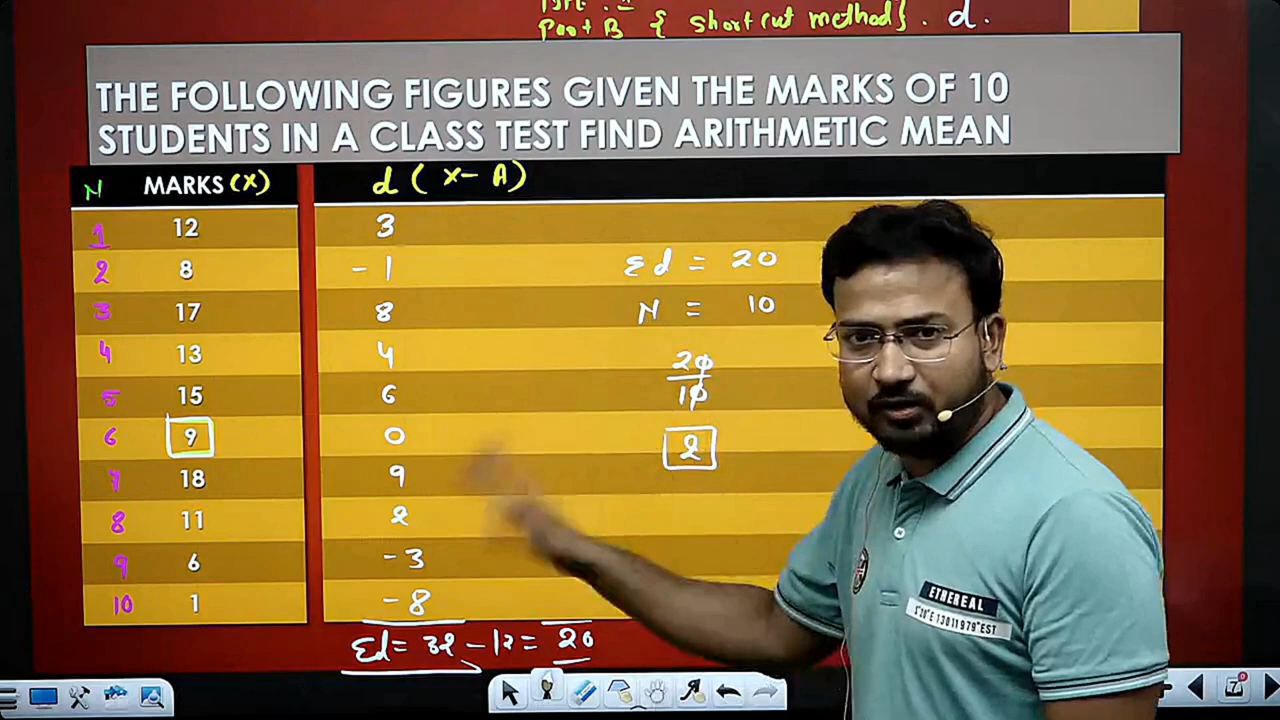 Part B { Shortcut method}. d.
THE FOLLOWING FIGURES GIVEN THE MARKS OF 10
STUDENTS IN A CLASS TEST FIND ARITHMETIC MEAN
N MARKS (X) d ( X- A)
1 12 3
2 8 - 1 Σd = 20
3 17 8 N = 10
4 13 4 20
5 15 6 10
6 9 0 2
7 18 9
8 11 2
9 6 - 3
10 1 - 8
Σd= 32 - 12 = 20
ETHEREAL
7